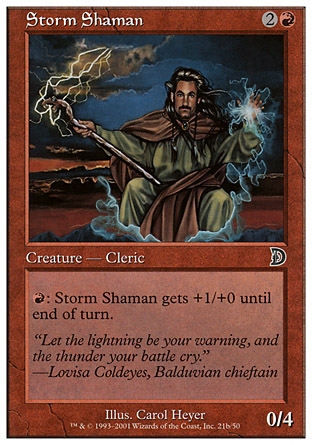 Storm Shaman 2
Creature — Cleric
: Storm Shaman gets +1/+0 until
end of turn.
“Let the lightning be your warning, and
the thunder your battle cry.”
—Lovisa Coldeyes, Balduvian chieftain
Illus. Carol Heyer
™ & © 1993–2001 Wizards of the Coast, Inc. 21b/50
0/4